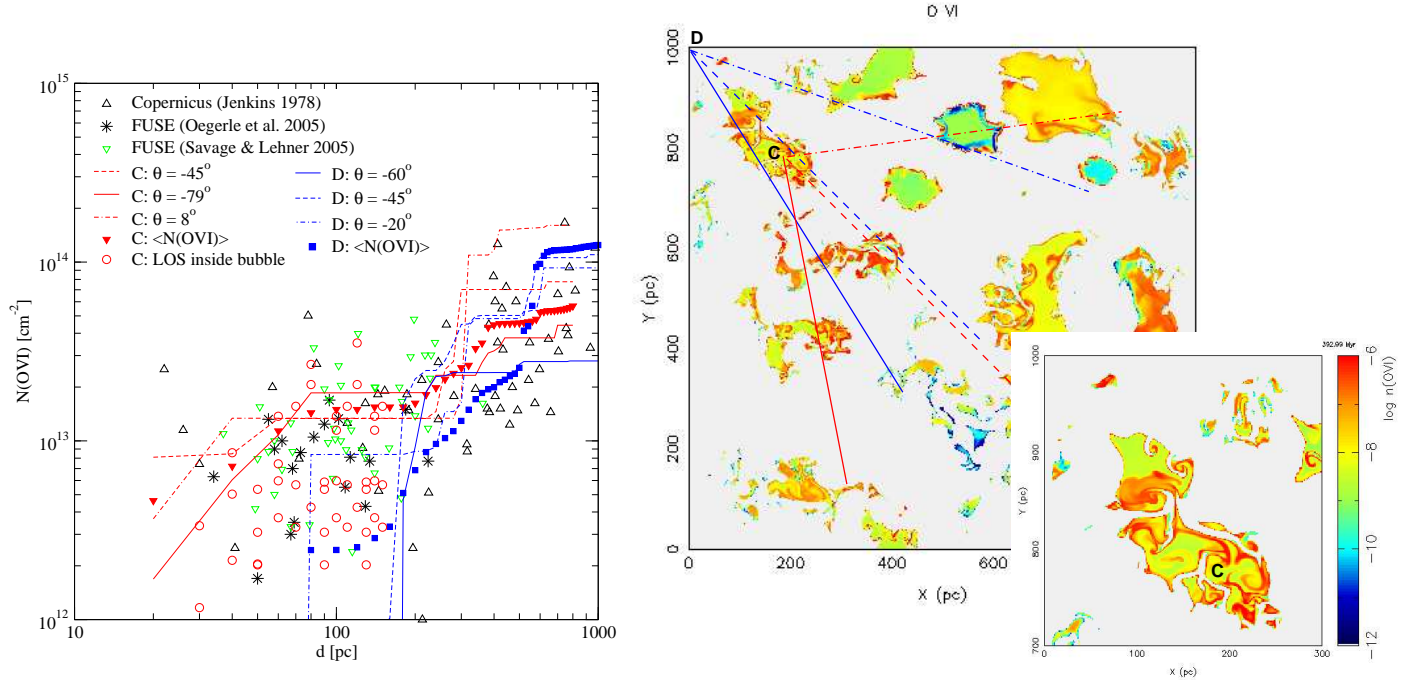 10^15
10^14
10^13
10^12
N(OVI) [cm^-2]
Copernicus (Jenkins 1978)
FUSE (Oegerle et al. 2005)
FUSE (Savage & Lehner 2005)
C: θ = -45°
C: θ = -79°
C: θ = 8°
C: <N(OVI)>
C: LOS inside bubble
D: θ = -60°
D: θ = -45°
D: θ = -20°
D: <N(OVI)>
10
100
1000
d [pc]
O VI
D
C
1000
800
600
400
200
0
Y (pc)
0
200
400
600
X (pc)
392.99 Myr
1000
900
800
700
Y (pc)
C
0
100
200
300
X (pc)
6
−8
−10
−12
log n(OVI)